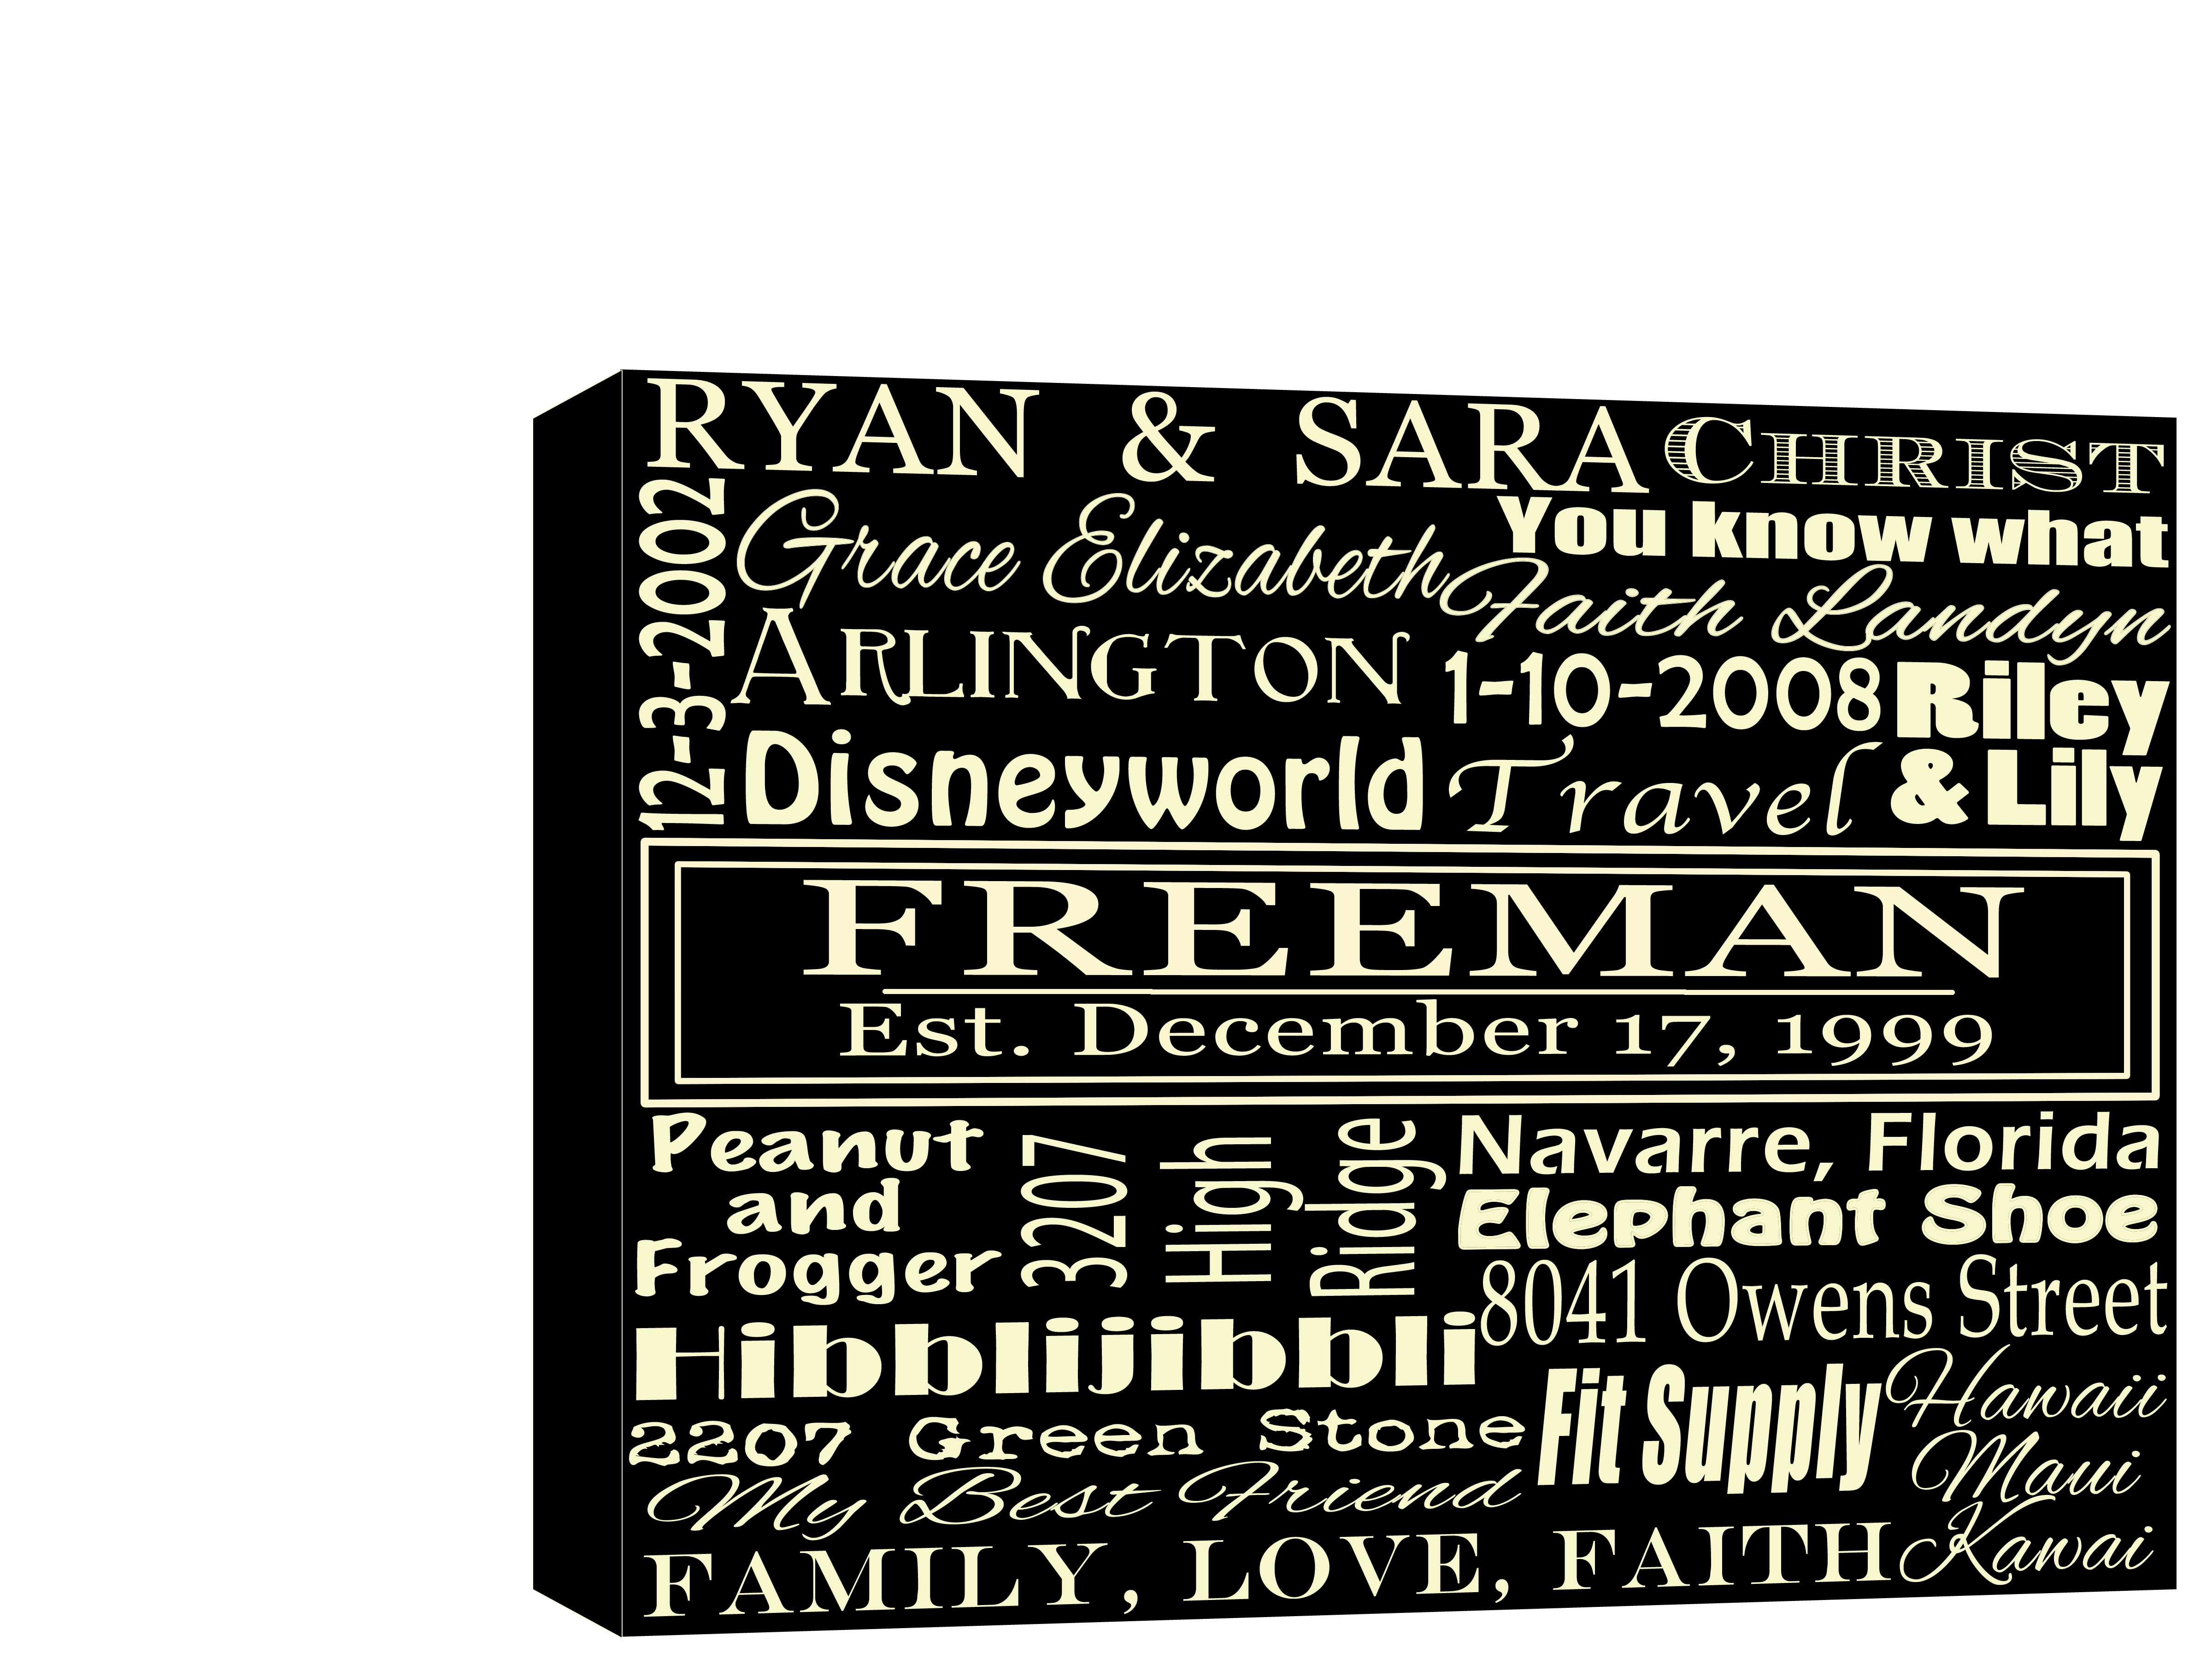 RYAN & SARA
CHRIST
12-3-2002
Grace Elizabeth
You know what
Faith Landyn
ARLINGTON
1-10-2008
Riley
& Lily
Disneyworld
Travel
FREEMAN
Est. December 17, 1999
Peanut
and
Frogger
3207
High
Ridge
Navarre, Florida
Elephant Shoe
8041 Owens Street
Hibblijibbli
Fit Supply
Hawaii
Maui
Kawai
2207 Green Stone
My Best Friend
FAMILY, LOVE, FAITH